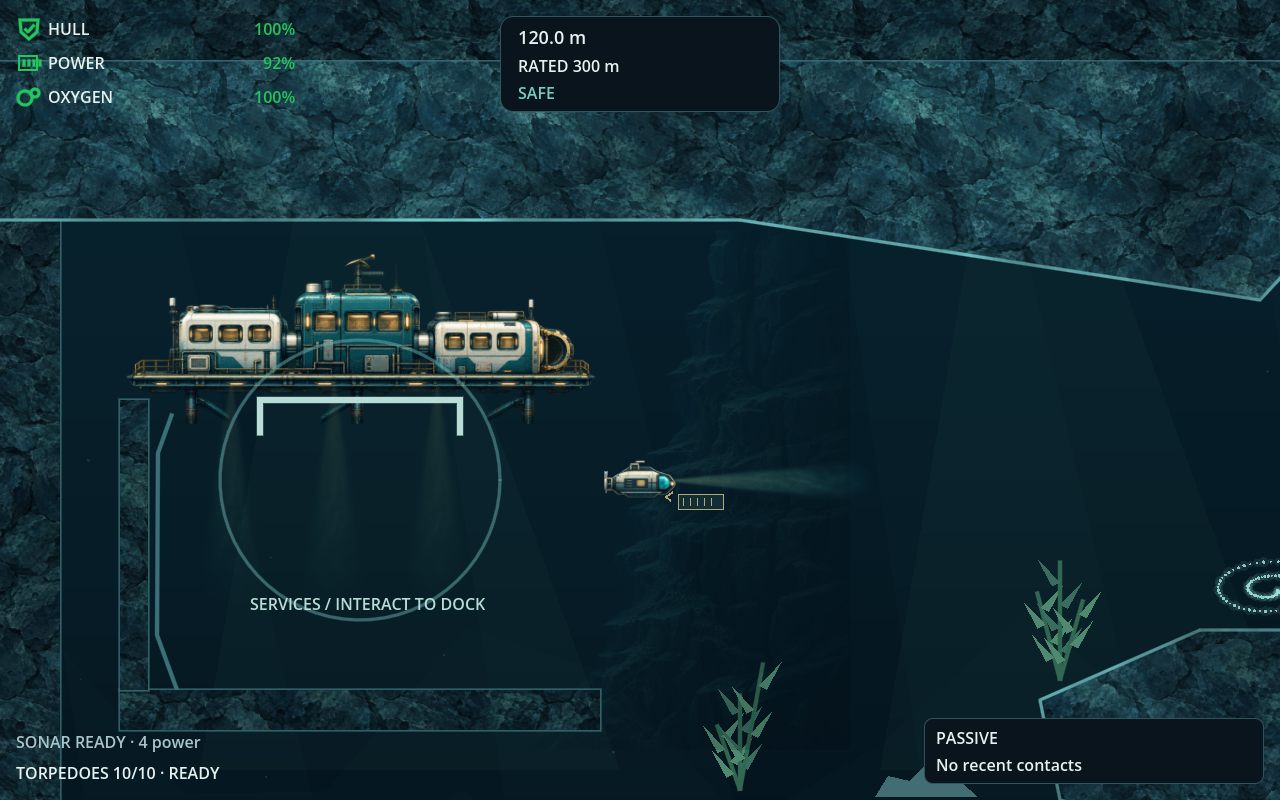 HULL 100%
POWER 92%
OXYGEN 100%
120.0 m
RATED 300 m
SAFE
SERVICES / INTERACT TO DOCK
SONAR READY · 4 power
TORPEDOES 10/10 · READY
PASSIVE
No recent contacts